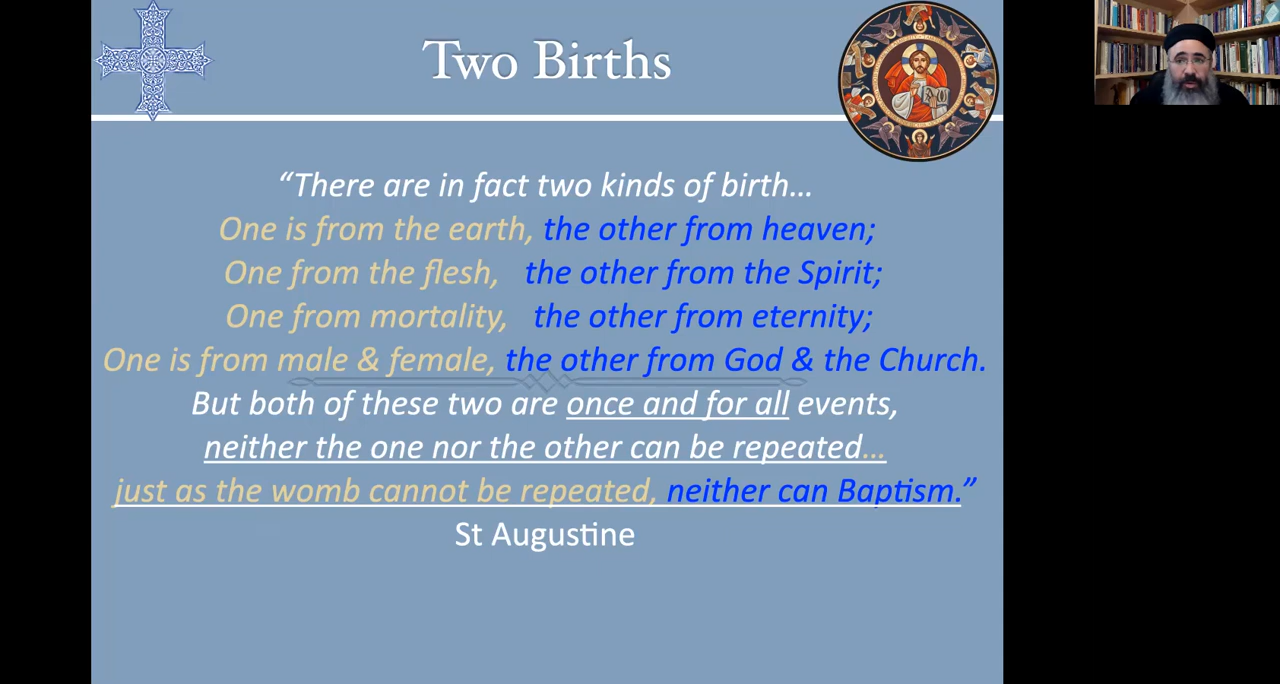 Two Births
“There are in fact two kinds of birth...
One is from the earth, the other from heaven;
One from the flesh, the other from the Spirit;
One from mortality, the other from eternity;
One is from male & female, the other from God & the Church.
But both of these two are once and for all events,
neither the one nor the other can be repeated...
just as the womb cannot be repeated, neither can Baptism.”
St Augustine